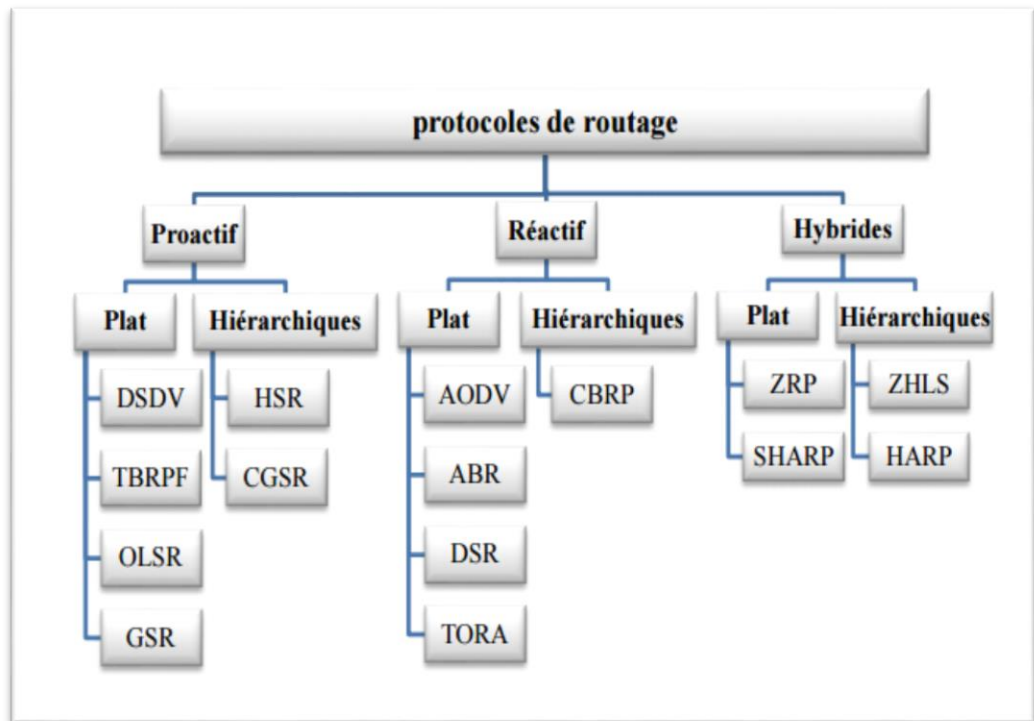 protocoles de routage
Proactif
Réactif
Hybrides
Plat
Hiérarchiques
Plat
Hiérarchiques
Plat
Hiérarchiques
DSDV
HSR
AODV
CBRP
ZRP
ZHLS
TBRPF
CGSR
ABR
SHARP
HARP
OLSR
DSR
GSR
TORA